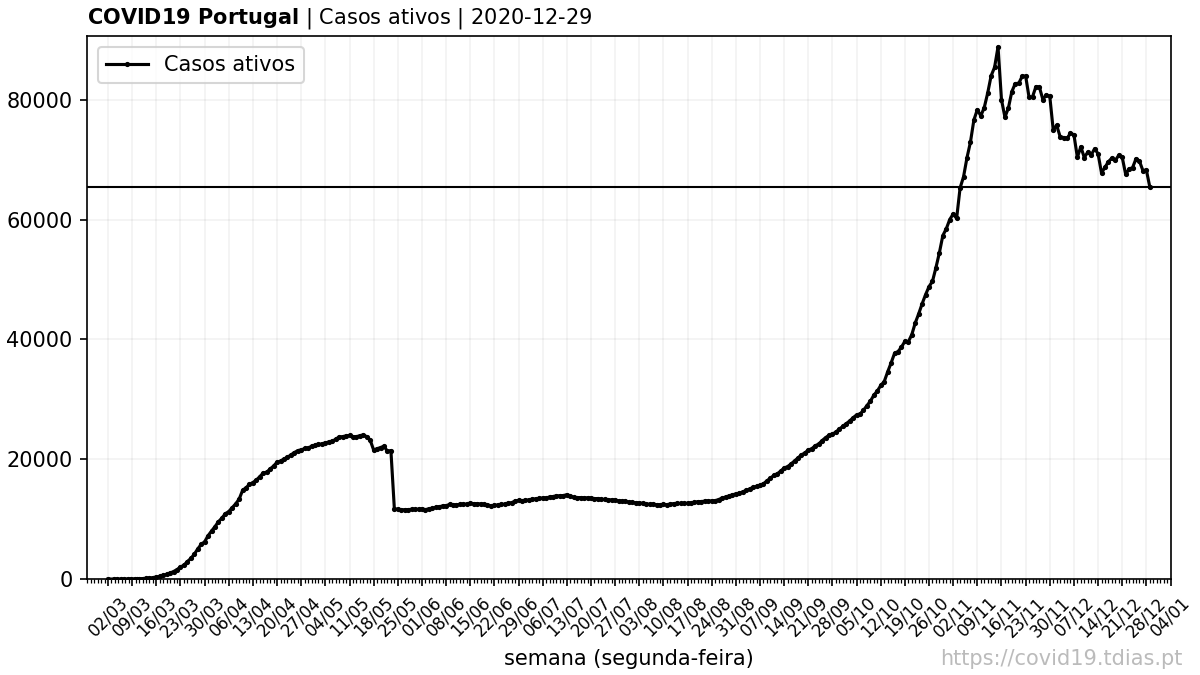 COVID19 Portugal | Casos ativos | 2020-12-29
Casos ativos
80000
60000
40000
20000
0
02/03 09/03 16/03 23/03 30/03 06/04 13/04 20/04 27/04 04/05 11/05 18/05 25/05 01/06 08/06 15/06 22/06 29/06 06/07 13/07 20/07 27/07 03/08 10/08 17/08 24/08 31/08 07/09 14/09 21/09 28/09 05/10 12/10 19/10 26/10 02/11 09/11 16/11 23/11 30/11 07/12 14/12 21/12 28/12 04/01
semana (segunda-feira)
https://covid19.tdias.pt